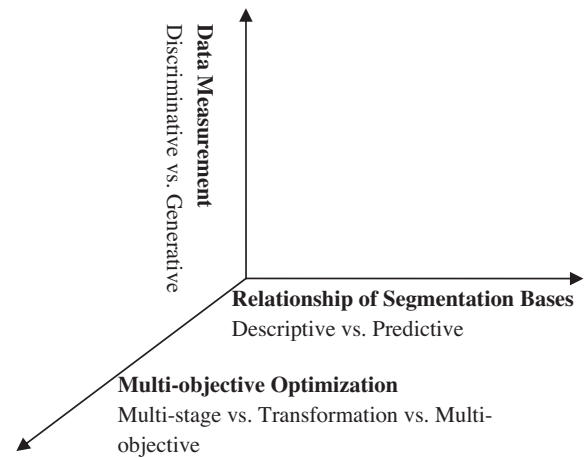 Data Measurement
Discriminative vs. Generative
Relationship of Segmentation Bases
Descriptive vs. Predictive
Multi-objective Optimization
Multi-stage vs. Transformation vs. Multi-
objective